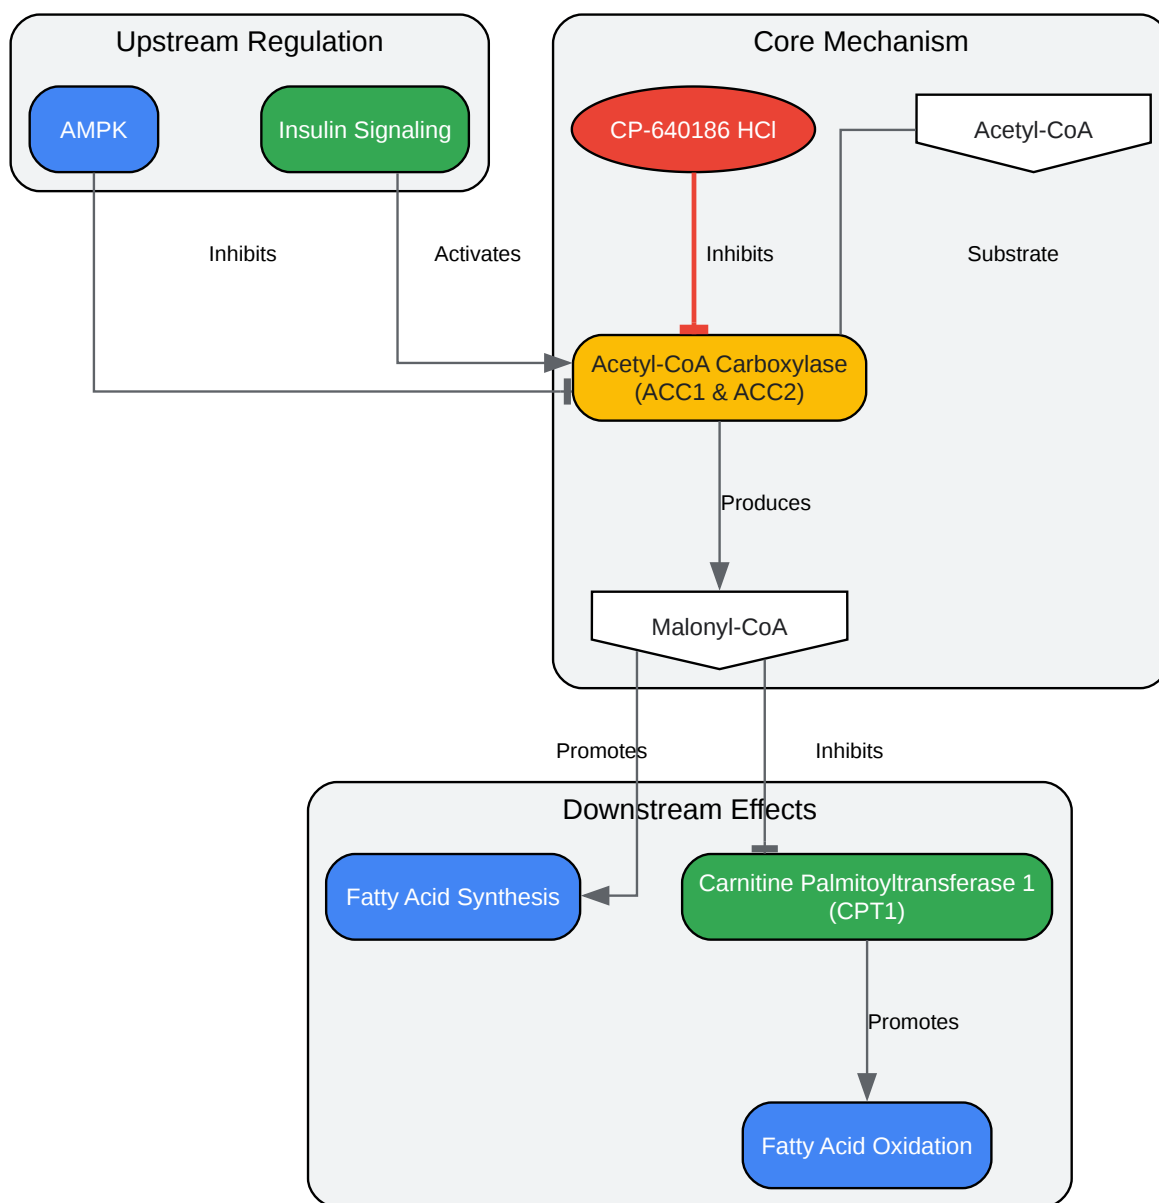 Upstream Regulation
Core Mechanism
AMPK
Insulin Signaling
CP-640186 HCl
Acetyl-CoA
Inhibits
Activates
Inhibits
Substrate
Acetyl-CoA Carboxylase
(ACC1 & ACC2)
Produces
Malonyl-CoA
Promotes
Inhibits
Downstream Effects
Fatty Acid Synthesis
Carnitine Palmitoyltransferase 1
(CPT1)
Promotes
Fatty Acid Oxidation